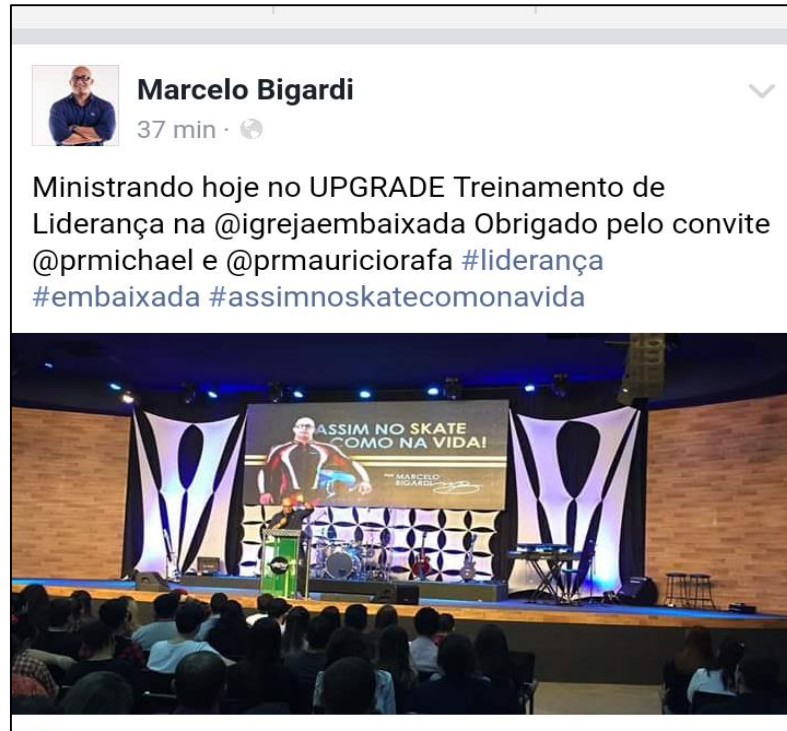 Marcelo Bigardi
37 min ·
Ministrando hoje no UPGRADE Treinamento de
Liderança na @igrejaembaixada Obrigado pelo convite
@prmichael e @prmauriciorafa #liderança
#embaixada #assimnoskatecomonavida
ASSIM NO SKATE
COMO NA VIDA!
MARCELO
BIGARDI